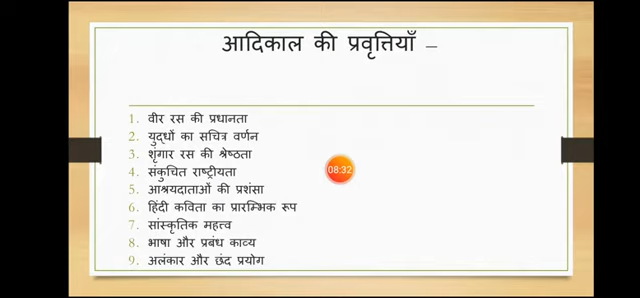 आदिकाल की प्रवृत्तियाँ –
1. वीर रस की प्रधानता
2. युद्धों का सचित्र वर्णन
3. शृंगार रस की श्रेष्ठता
4. संकुचित राष्ट्रीयता
08:32
5. आश्रयदाताओं की प्रशंसा
6. हिंदी कविता का प्रारम्भिक रूप
7. सांस्कृतिक महत्त्व
8. भाषा और प्रबंध काव्य
9. अलंकार और छंद प्रयोग